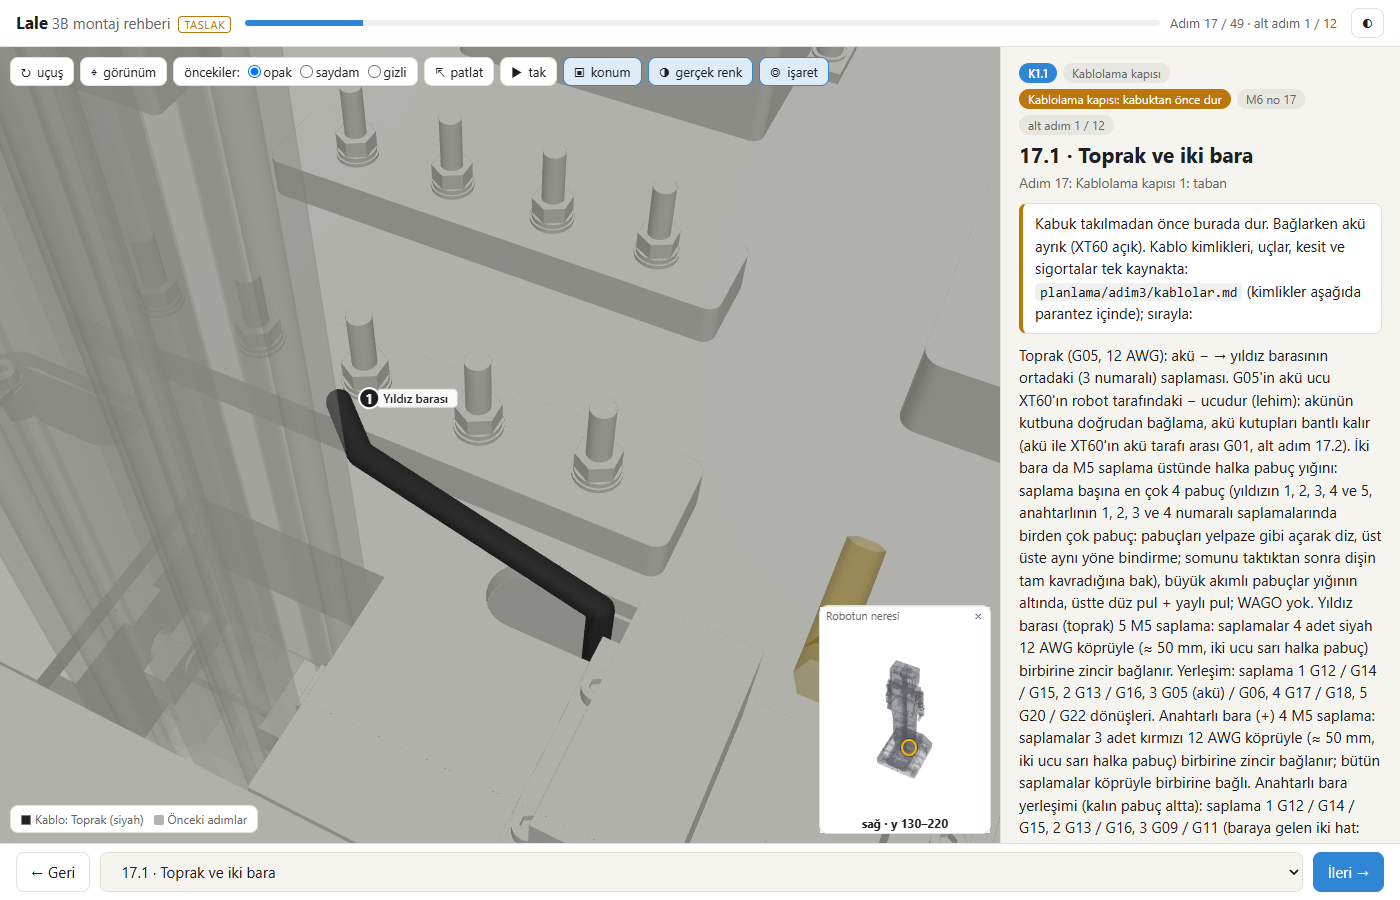 Lale 3B montaj rehberi TASLAK
Adım 17 / 49 · alt adım 1 / 12
↻ uçuş
⌖ görünüm
öncekiler: opak saydam gizli
⇱ patlat
▶ tak
▣ konum
◑ gerçek renk
◎ işaret
1 Yıldız barası
Robotun neresi ×
sağ · y 130–220
Kablo: Toprak (siyah) Önceki adımlar
K1.1 Kablolama kapısı
Kablolama kapısı: kabuktan önce dur M6 no 17
alt adım 1 / 12
17.1 · Toprak ve iki bara
Adım 17: Kablolama kapısı 1: taban
Kabuk takılmadan önce burada dur. Bağlarken akü
ayrık (XT60 açık). Kablo kimlikleri, uçlar, kesit ve
sigortalar tek kaynakta:
planlama/adim3/kablolar.md (kimlikler aşağıda
parantez içinde); sırayla:
Toprak (G05, 12 AWG): akü − → yıldız barasının
ortadaki (3 numaralı) saplaması. G05'in akü ucu
XT60'ın robot tarafındaki − ucudur (lehim): akünün
kutbuna doğrudan bağlama, akü kutupları bantlı kalır
(akü ile XT60'ın akü tarafı arası G01, alt adım 17.2). İki
bara da M5 saplama üstünde halka pabuç yığını:
saplama başına en çok 4 pabuç (yıldızın 1, 2, 3, 4 ve 5,
anahtarlının 1, 2, 3 ve 4 numaralı saplamalarında
birden çok pabuç: pabuçları yelpaze gibi açarak diz, üst
üste aynı yöne bindirme; somunu taktıktan sonra dişin
tam kavradığına bak), büyük akımlı pabuçlar yığının
altında, üstte düz pul + yaylı pul; WAGO yok. Yıldız
barası (toprak) 5 M5 saplama: saplamalar 4 adet siyah
12 AWG köprüyle (≈ 50 mm, iki ucu sarı halka pabuç)
birbirine zincir bağlanır. Yerleşim: saplama 1 G12 / G14
/ G15, 2 G13 / G16, 3 G05 (akü) / G06, 4 G17 / G18, 5
G20 / G22 dönüşleri. Anahtarlı bara (+) 4 M5 saplama:
saplamalar 3 adet kırmızı 12 AWG köprüyle (≈ 50 mm,
iki ucu sarı halka pabuç) birbirine zincir bağlanır; bütün
saplamalar köprüyle birbirine bağlı. Anahtarlı bara
yerleşimi (kalın pabuç altta): saplama 1 G12 / G14 /
G15, 2 G13 / G16, 3 G09 / G11 (baraya gelen iki hat:
← Geri
17.1 · Toprak ve iki bara
İleri →